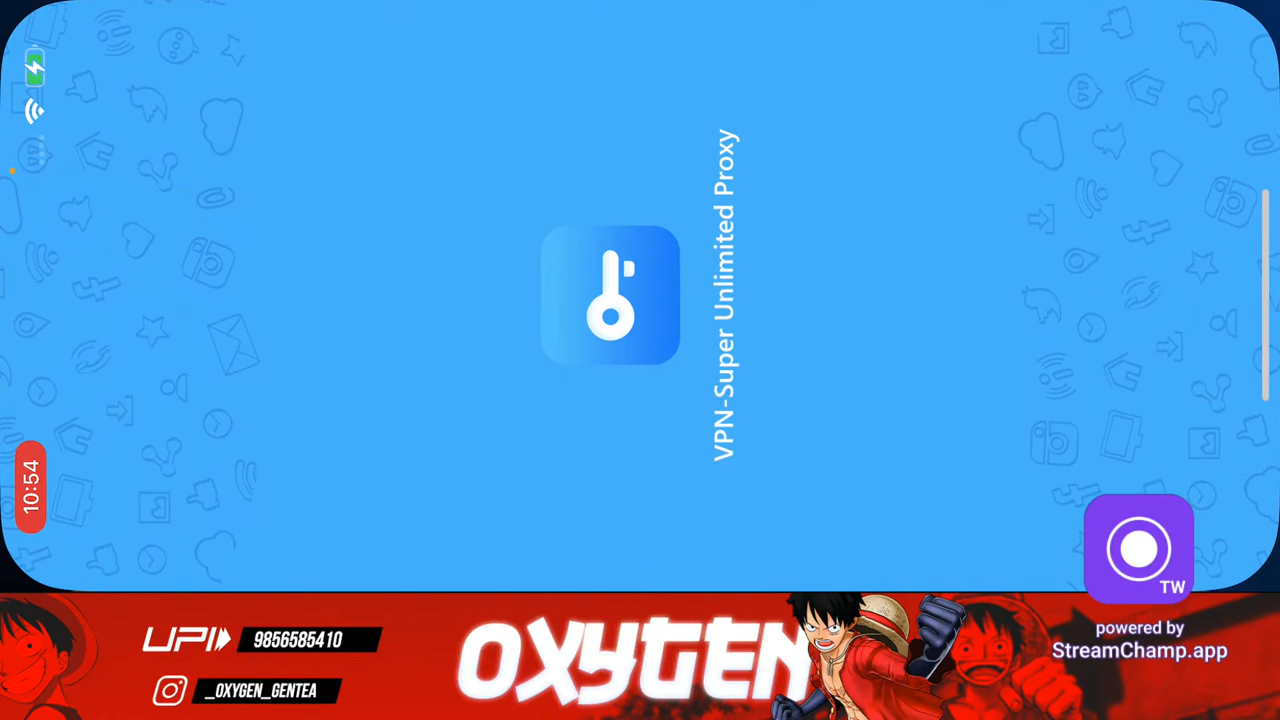 10:54
VPN-Super Unlimited Proxy
TW
powered by
StreamChamp.app
UPI
9856585410
_OXYGEN_GENTEA
OXYGEN